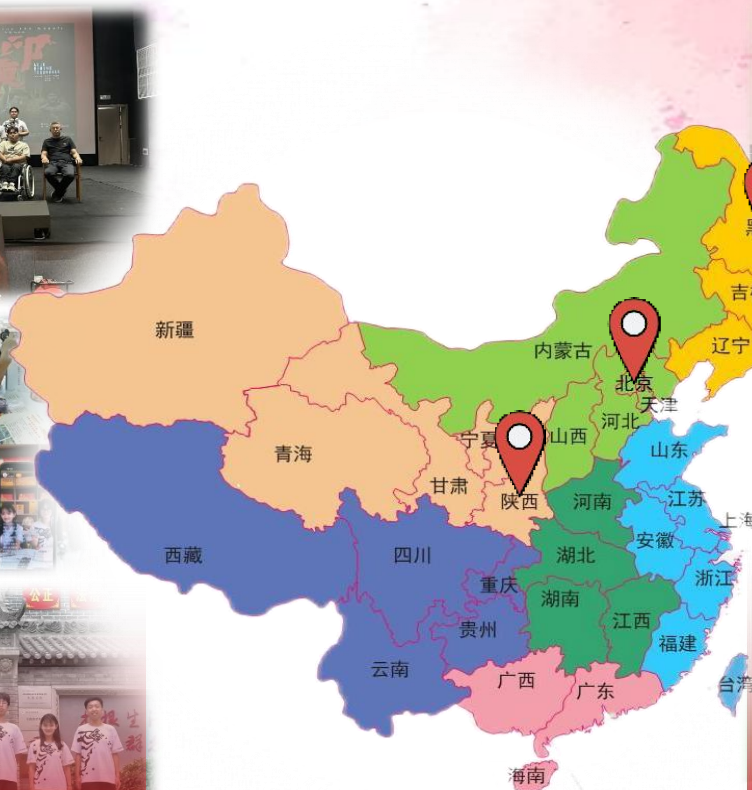 新疆
内蒙古
辽宁
北京
天津
河北
宁夏
山西
青海
山东
甘肃
陕西
河南
江苏
上海
安徽
西藏
四川
湖北
浙江
重庆
湖南
江西
贵州
福建
云南
广西
广东
台湾
海南
公正